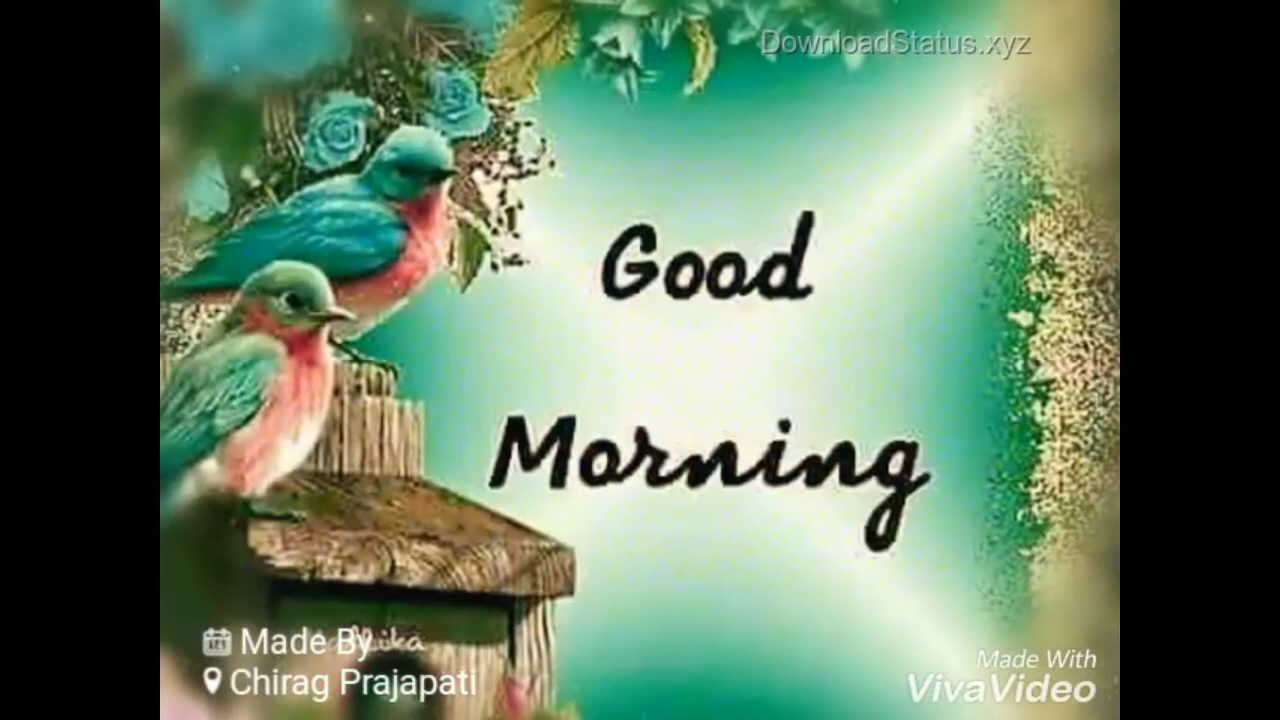 DownloadStatus.xyz
Good
Morning
Made By
Chirag Prajapati
Made With
VivaVideo